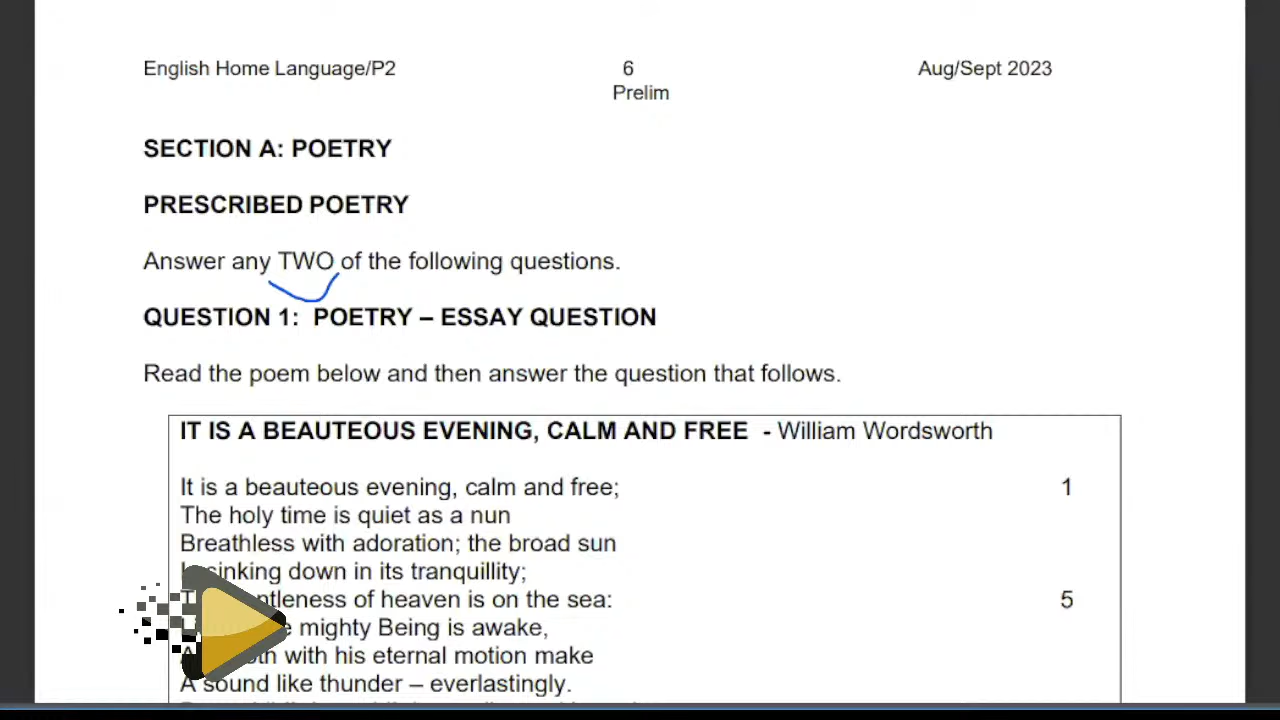 English Home Language/P2 6 Aug/Sept 2023
Prelim
SECTION A: POETRY
PRESCRIBED POETRY
Answer any TWO of the following questions.
QUESTION 1: POETRY – ESSAY QUESTION
Read the poem below and then answer the question that follows.
IT IS A BEAUTEOUS EVENING, CALM AND FREE - William Wordsworth
It is a beauteous evening, calm and free; 1
The holy time is quiet as a nun
Breathless with adoration; the broad sun
sinking down in its tranquillity;
of heaven is on the sea: 5
mighty Being is awake,
with his eternal motion make
A sound like thunder – everlastingly.